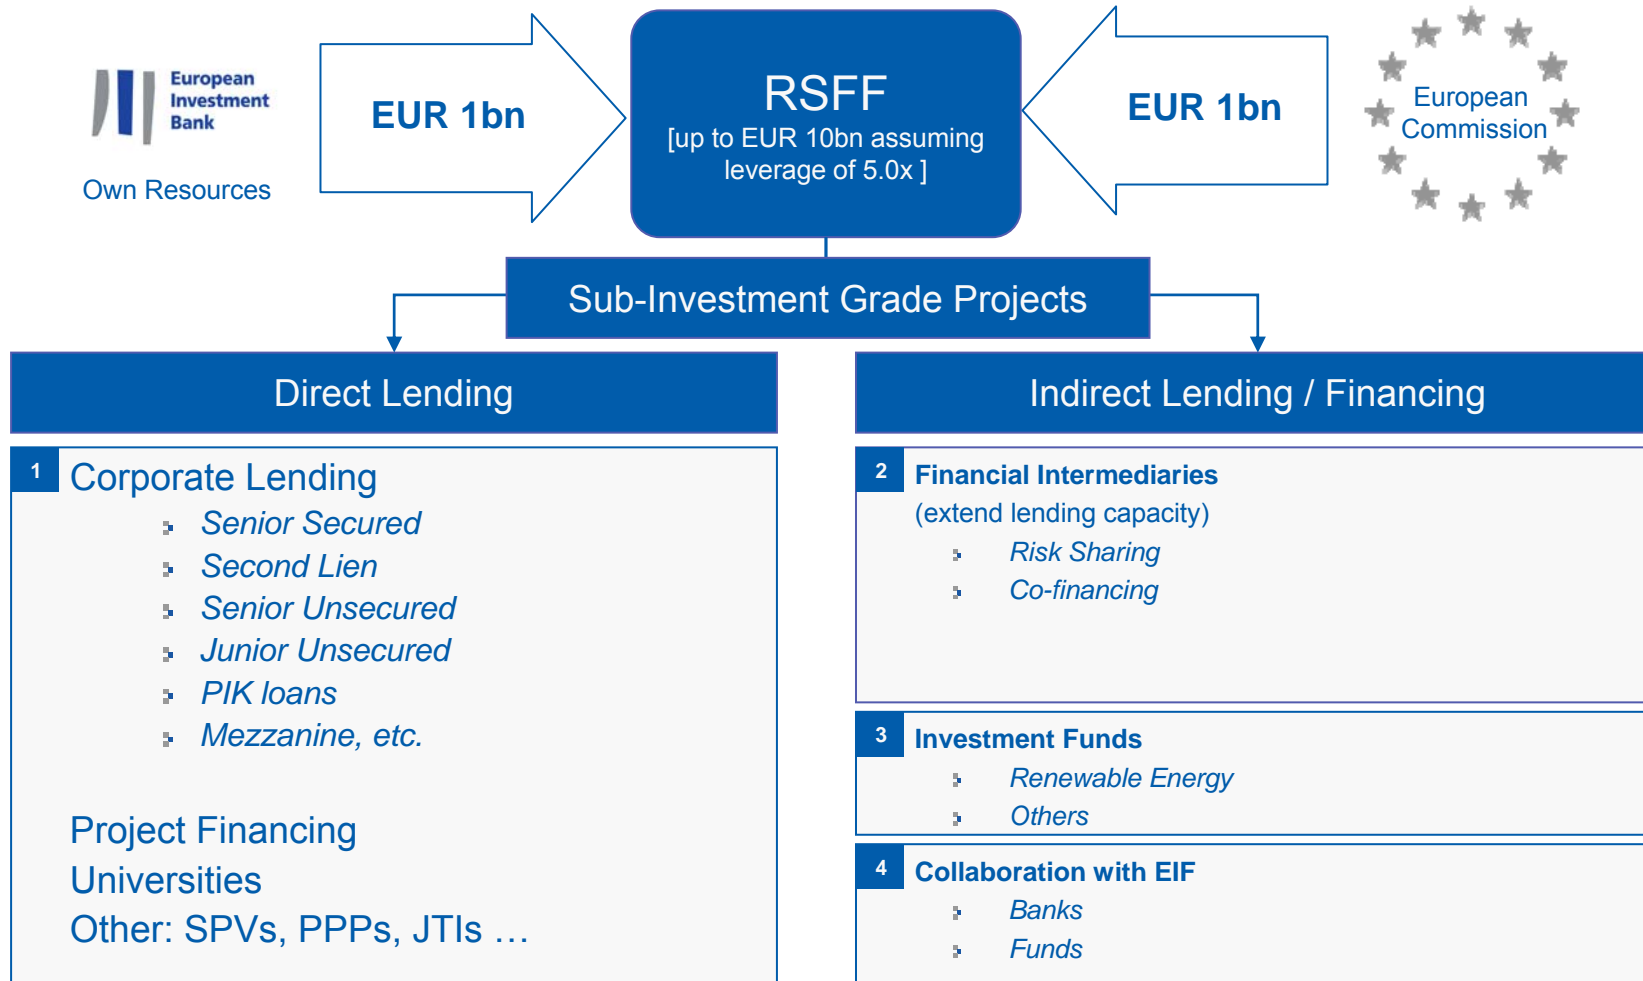 European
Investment
Bank
Own Resources
EUR 1bn
RSFF
[up to EUR 10bn assuming
leverage of 5.0x ]
EUR 1bn
European
Commission
Sub-Investment Grade Projects
Direct Lending
1 Corporate Lending
Senior Secured
Second Lien
Senior Unsecured
Junior Unsecured
PIK loans
Mezzanine, etc.
Project Financing
Universities
Other: SPVs, PPPs, JTIs …
Indirect Lending / Financing
2 Financial Intermediaries
(extend lending capacity)
Risk Sharing
Co-financing
3 Investment Funds
Renewable Energy
Others
4 Collaboration with EIF
Banks
Funds